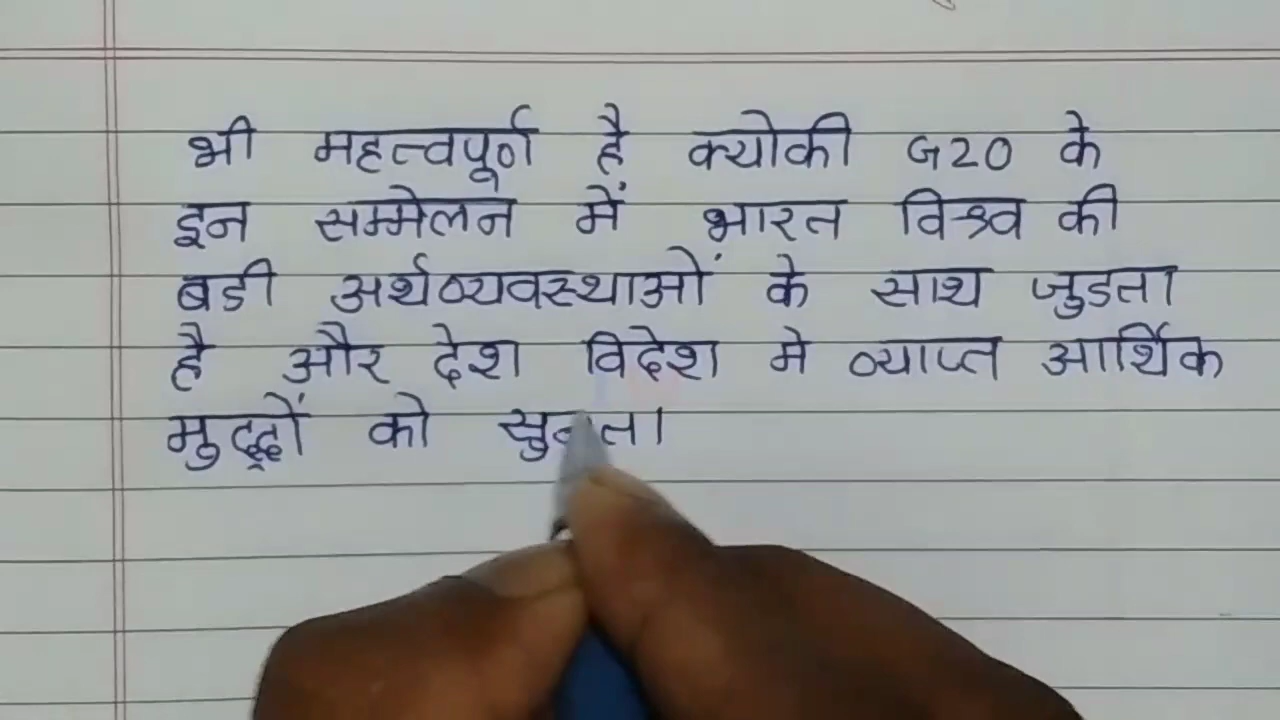 भी महत्वपूर्ण है क्योकी G20 के
इन सम्मेलन में भारत विश्व की
बडी अर्थव्यवस्थाओं के साथ जुडता
है और देश विदेश मे व्याप्त आर्थिक
मुद्दों को